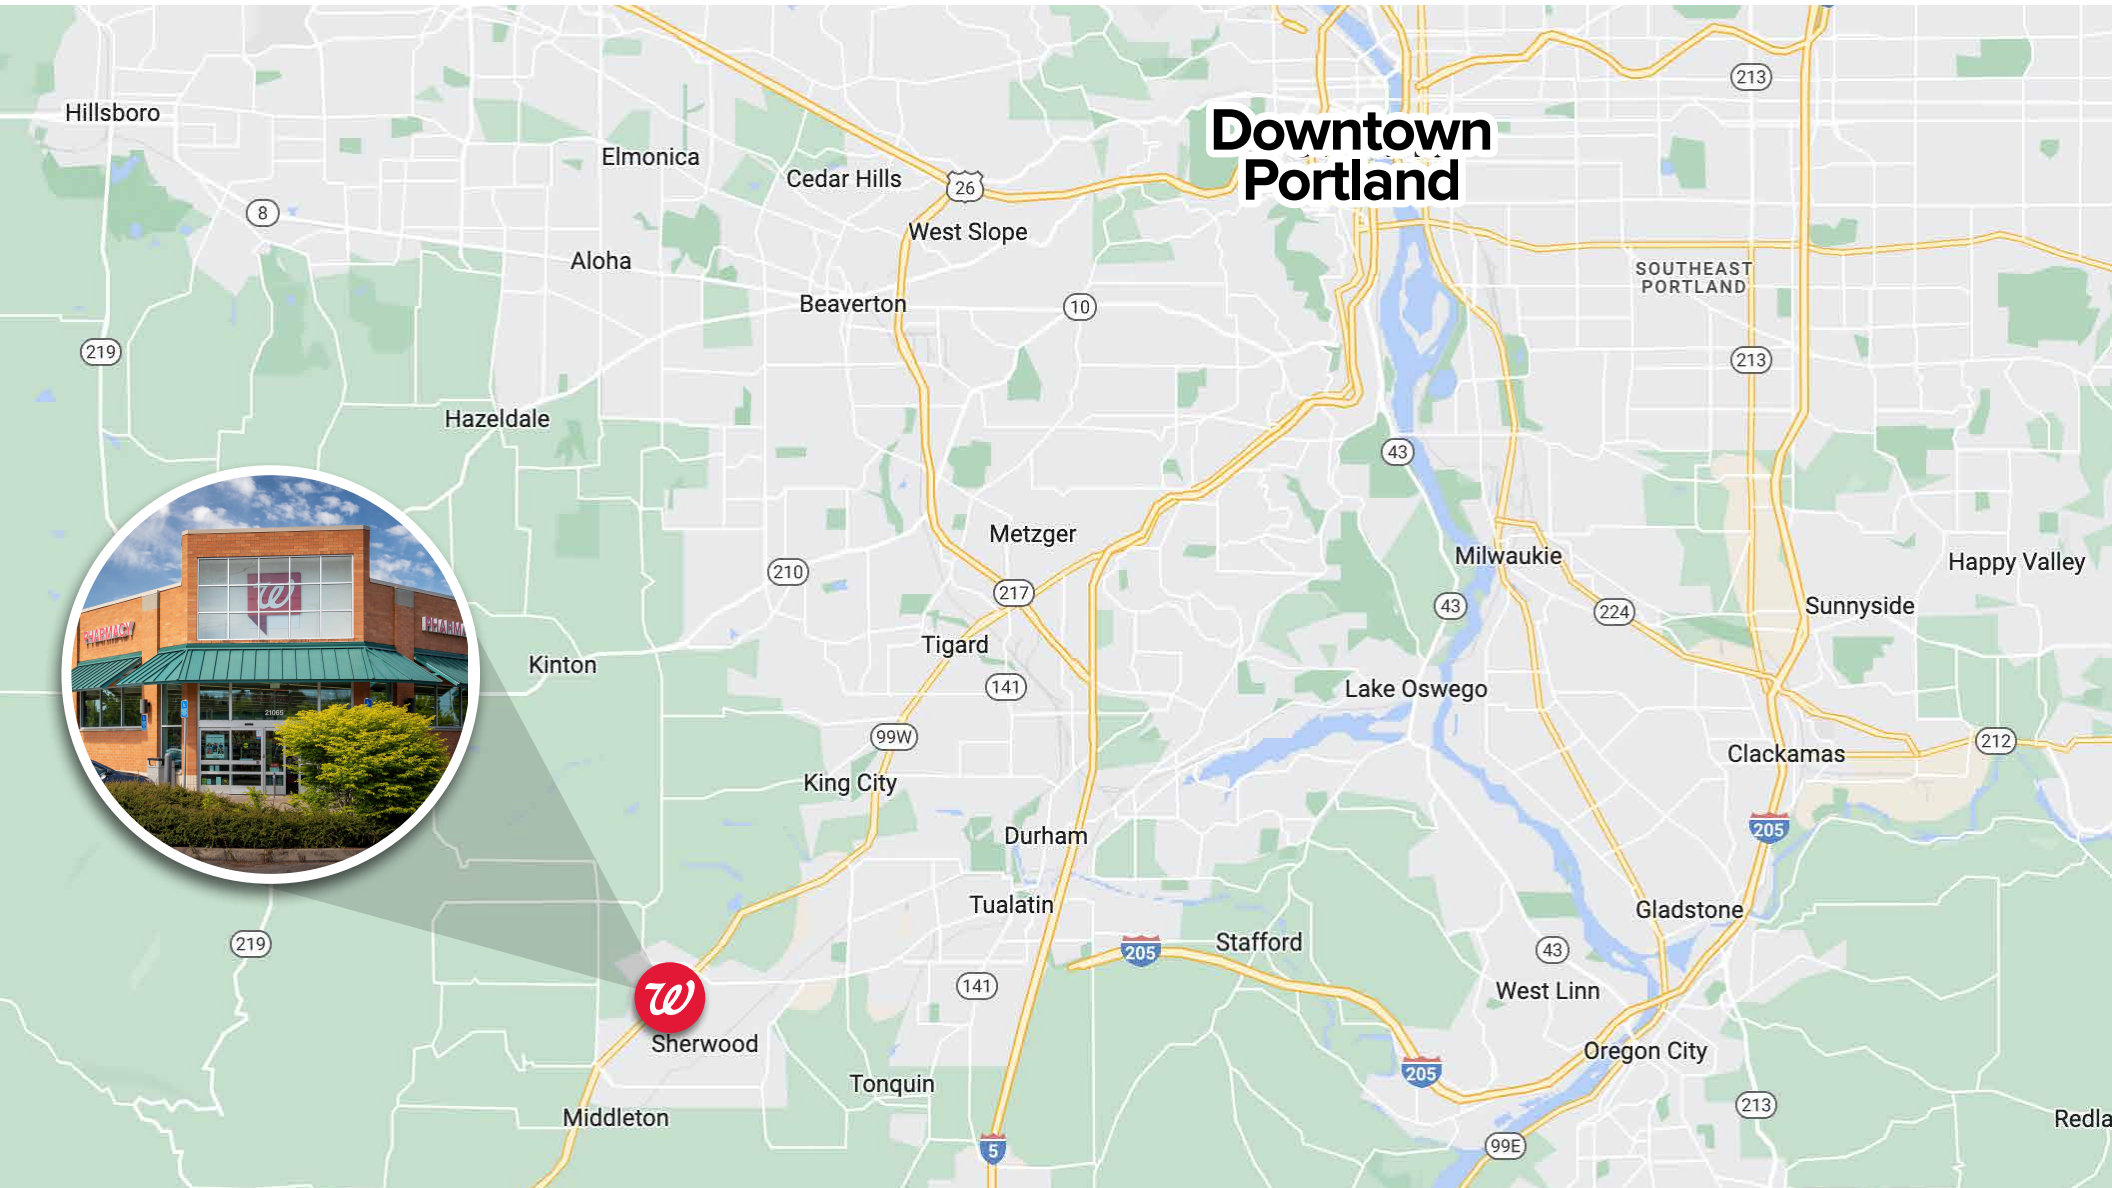 213
Hillsboro
Downtown
Portland
Elmonica
Cedar Hills
26
8
West Slope
Aloha
SOUTHEAST
PORTLAND
Beaverton
10
219
213
Hazeldale
43
Metzger
Milwaukie
Happy Valley
210
217
43
224
Sunnyside
W
PHARMACY
PHARM
21065
Tigard
Kinton
141
Lake Oswego
99W
212
Clackamas
King City
205
Durham
Tualatin
Gladstone
219
205
Stafford
43
141
West Linn
W
Sherwood
Oregon City
205
Tonquin
213
Middleton
Redla
5
99E